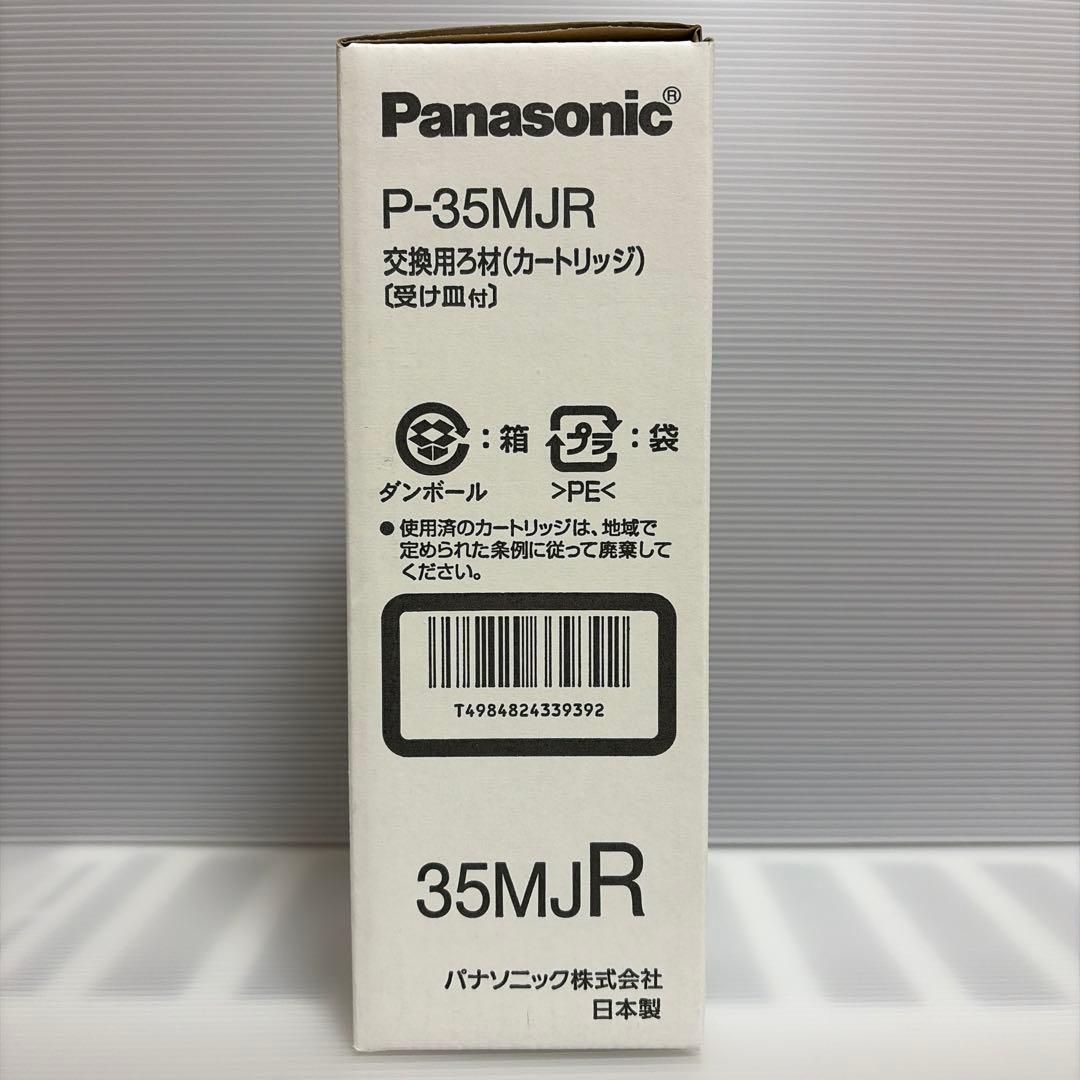 Panasonic®
P-35MJR
交換用ろ材(カートリッジ)
〔受け皿付〕
:箱 プラ :袋
ダンボール >PE<
● 使用済のカートリッジは、地域で
定められた条例に従って廃棄して
ください。
T4984824339392
35MJR
パナソニック株式会社
日本製